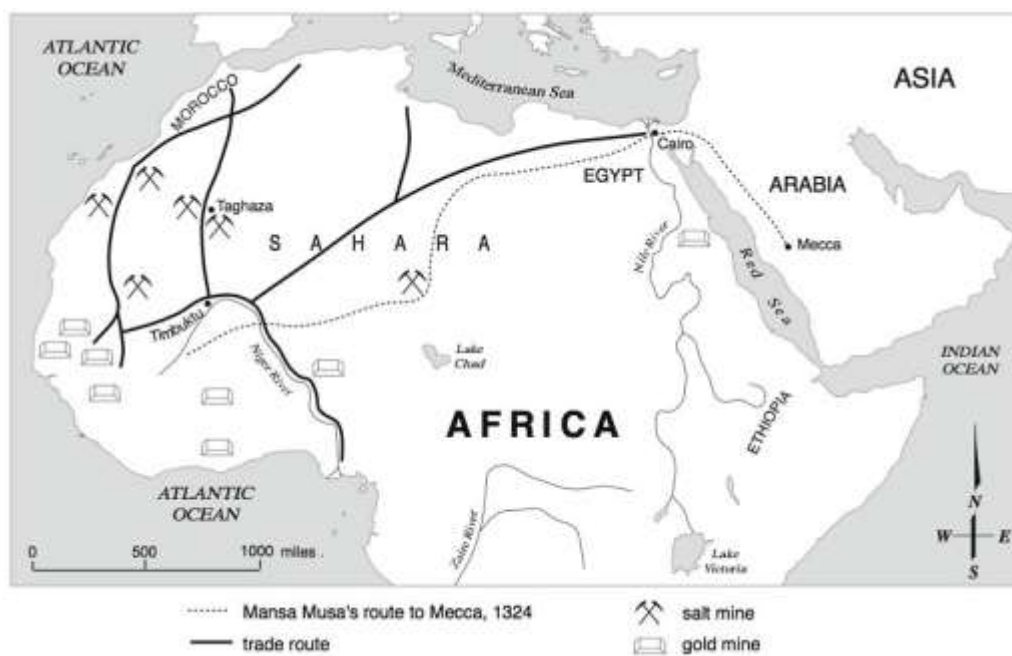 ATLANTIC
OCEAN
Mediterranean Sea
ASIA
MOROCCO
Cairo
EGYPT
ARABIA
Taghaza
SAHARA
Mecca
Nile River
Red Sea
Timbuktu
Niger River
Lake
Chad
INDIAN
OCEAN
AFRICA
ETHIOPIA
ATLANTIC
OCEAN
N
W E
S
Zaire River
Lake
Victoria
0 500 1000 miles .
Mansa Musa's route to Mecca, 1324
salt mine
trade route
gold mine